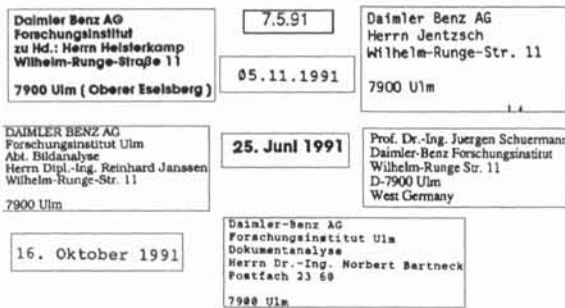 Daimler Benz AG
Forschungsinstitut
zu Hd.: Herrn Heisterkamp
Wilhelm-Runge-Straße 11
7900 Ulm ( Oberer Eselsberg )
7.5.91
05.11.1991
Daimler Benz AG
Herrn Jentzsch
Wilhelm-Runge-Str. 11
7900 Ulm
DAIMLER BENZ AG
Forschungsinstitut Ulm
Abt. Bildanalyse
Herrn Dipl.-Ing. Reinhard Janssen
Wilhelm-Runge-Str. 11
7900 Ulm
25. Juni 1991
Prof. Dr.-Ing. Juergen Schuermann
Daimler-Benz Forschungsinstitut
Wilhelm-Runge Str. 11
D-7900 Ulm
West Germany
16. Oktober 1991
Daimler-Benz AG
Forschungsinstitut Ulm
Dokumentanalyse
Herrn Dr.-Ing. Norbert Bartneck
Postfach 23 60
7900 Ulm